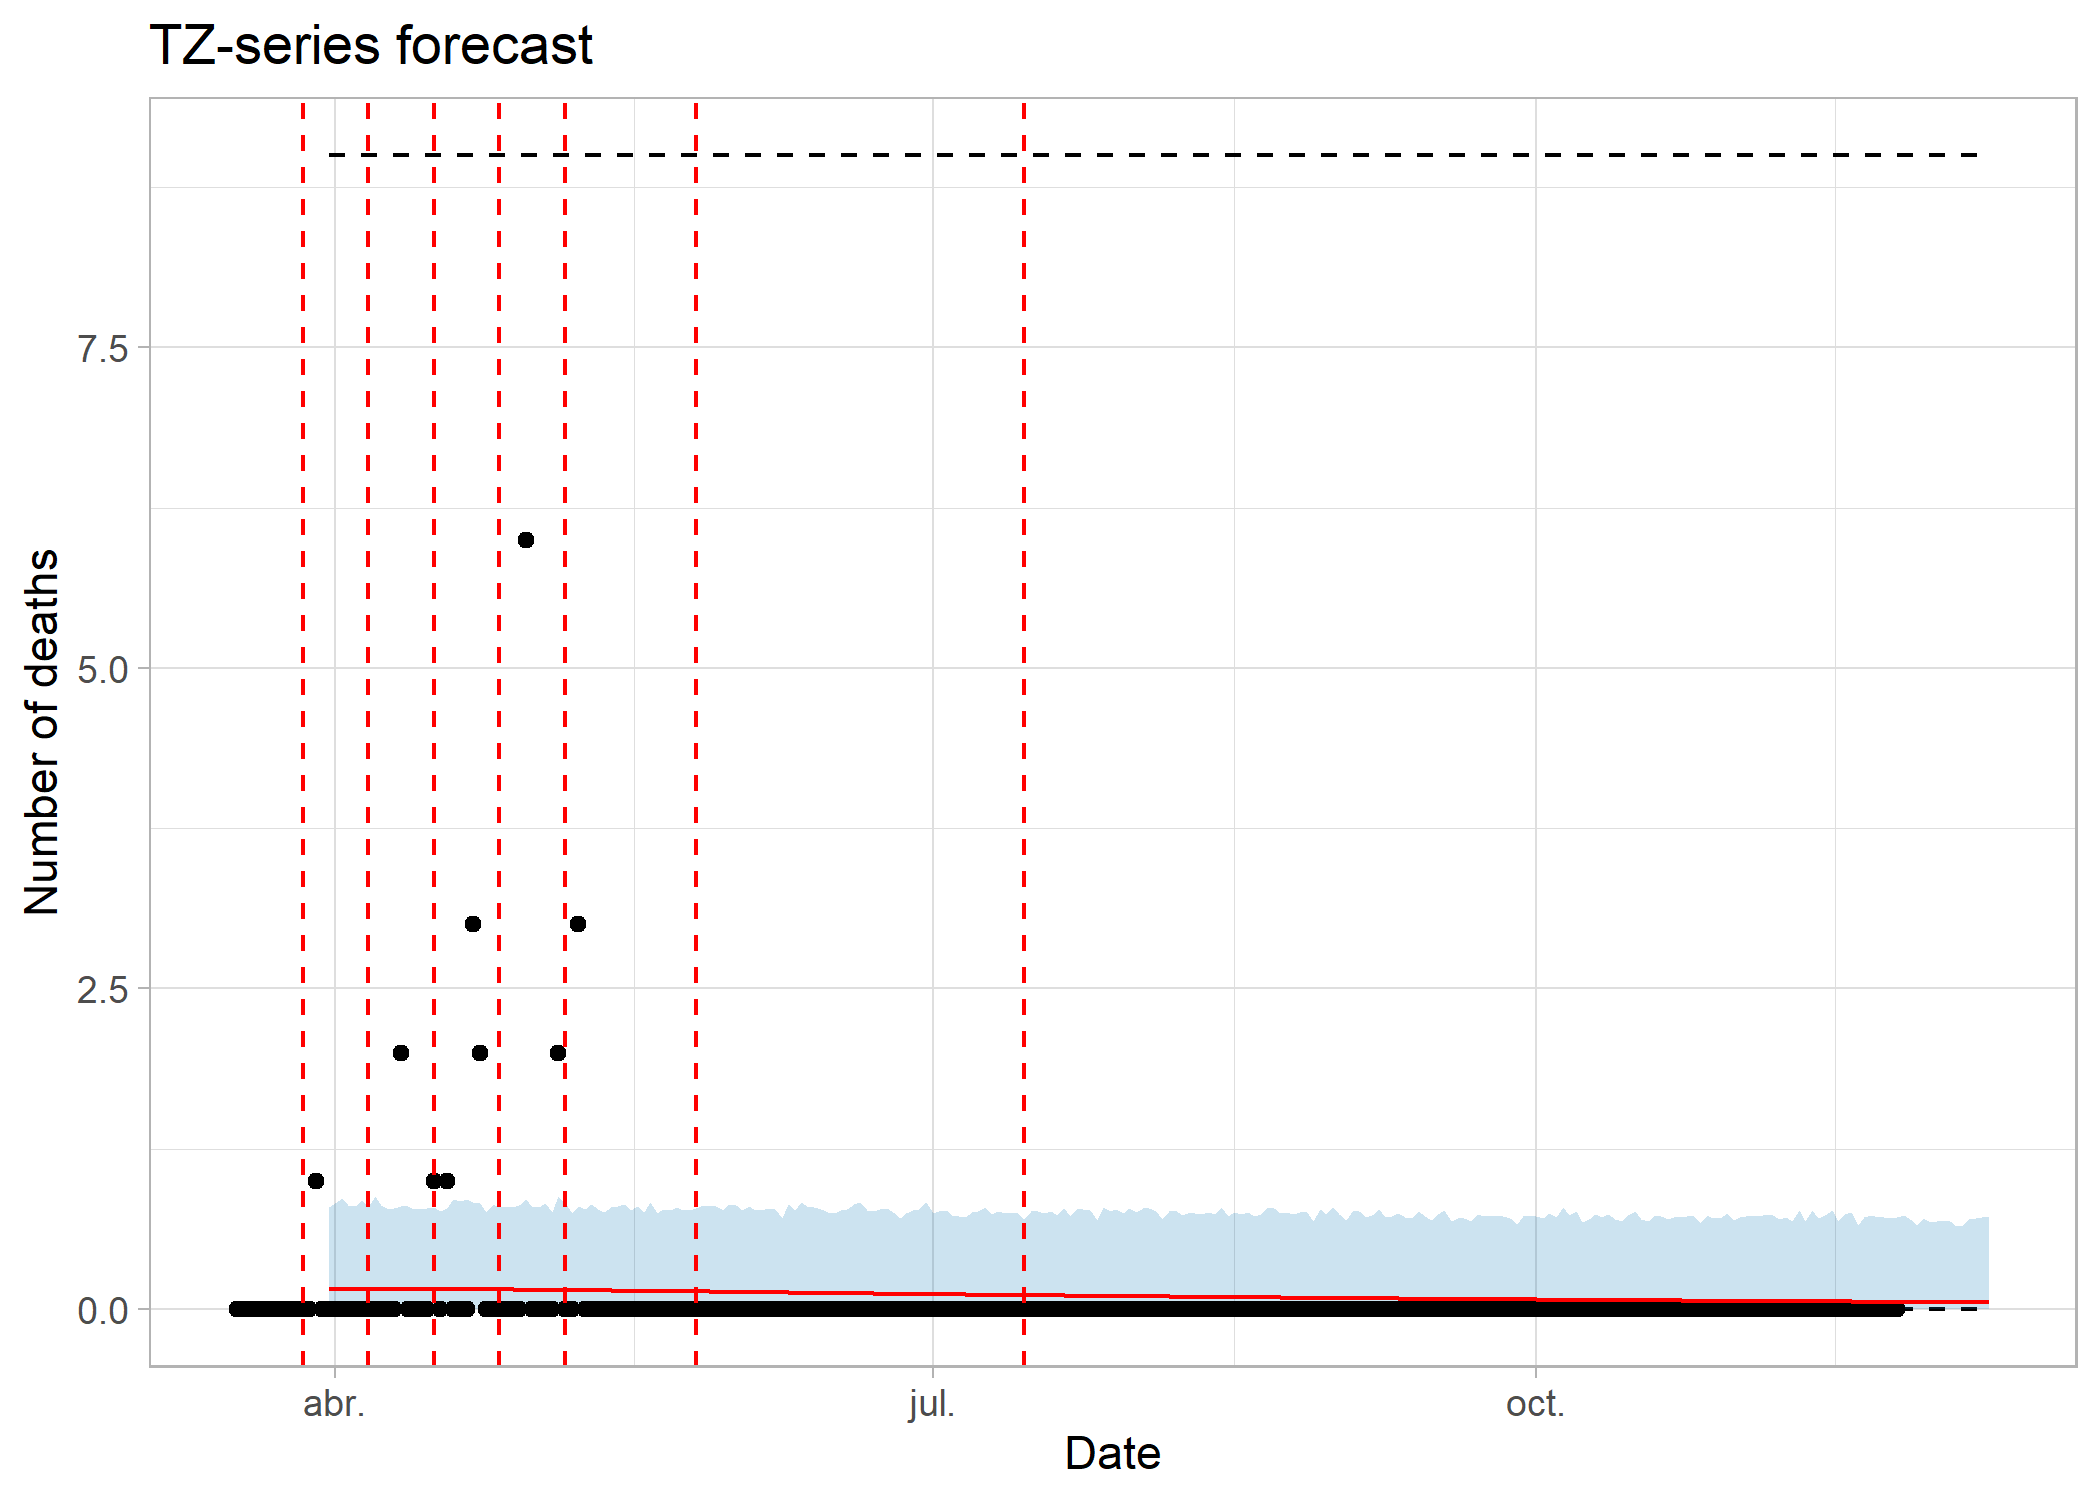 TZ-series forecast
Number of deaths
7.5
5.0
2.5
0.0
abr.
jul.
oct.
Date